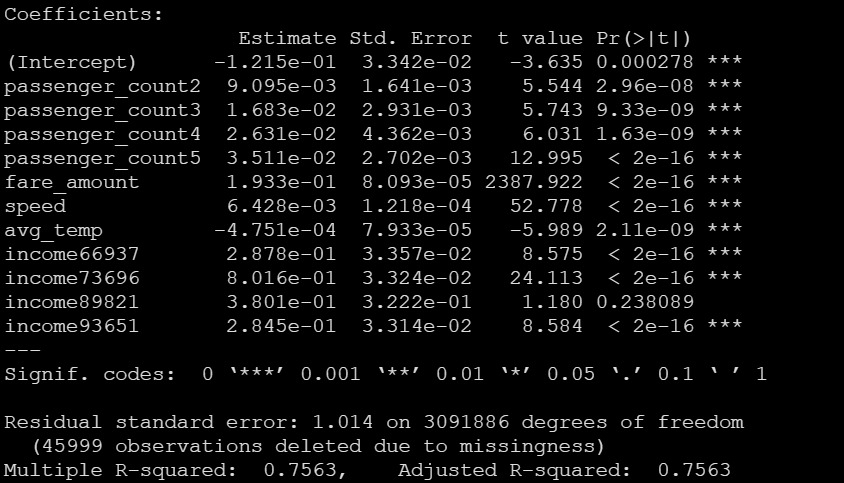 Coefficients:
                  Estimate Std. Error  t value Pr(>|t|)
(Intercept)     -1.215e-01  3.342e-02   -3.635 0.000278 ***
passenger_count2 9.095e-03  1.641e-03    5.544 2.96e-08 ***
passenger_count3 1.683e-02  2.931e-03    5.743 9.33e-09 ***
passenger_count4 2.631e-02  4.362e-03    6.031 1.63e-09 ***
passenger_count5 3.511e-02  2.702e-03   12.995  < 2e-16 ***
fare_amount      1.933e-01  8.093e-05 2387.922  < 2e-16 ***
speed            6.428e-03  1.218e-04   52.778  < 2e-16 ***
avg_temp        -4.751e-04  7.933e-05   -5.989 2.11e-09 ***
income66937      2.878e-01  3.357e-02    8.575  < 2e-16 ***
income73696      8.016e-01  3.324e-02   24.113  < 2e-16 ***
income89821      3.801e-01  3.222e-01    1.180 0.238089
income93651      2.845e-01  3.314e-02    8.584  < 2e-16 ***
---
Signif. codes:  0 ‘***’ 0.001 ‘**’ 0.01 ‘*’ 0.05 ‘.’ 0.1 ‘ ’ 1
Residual standard error: 1.014 on 3091886 degrees of freedom
  (45999 observations deleted due to missingness)
Multiple R-squared:  0.7563,    Adjusted R-squared:  0.7563